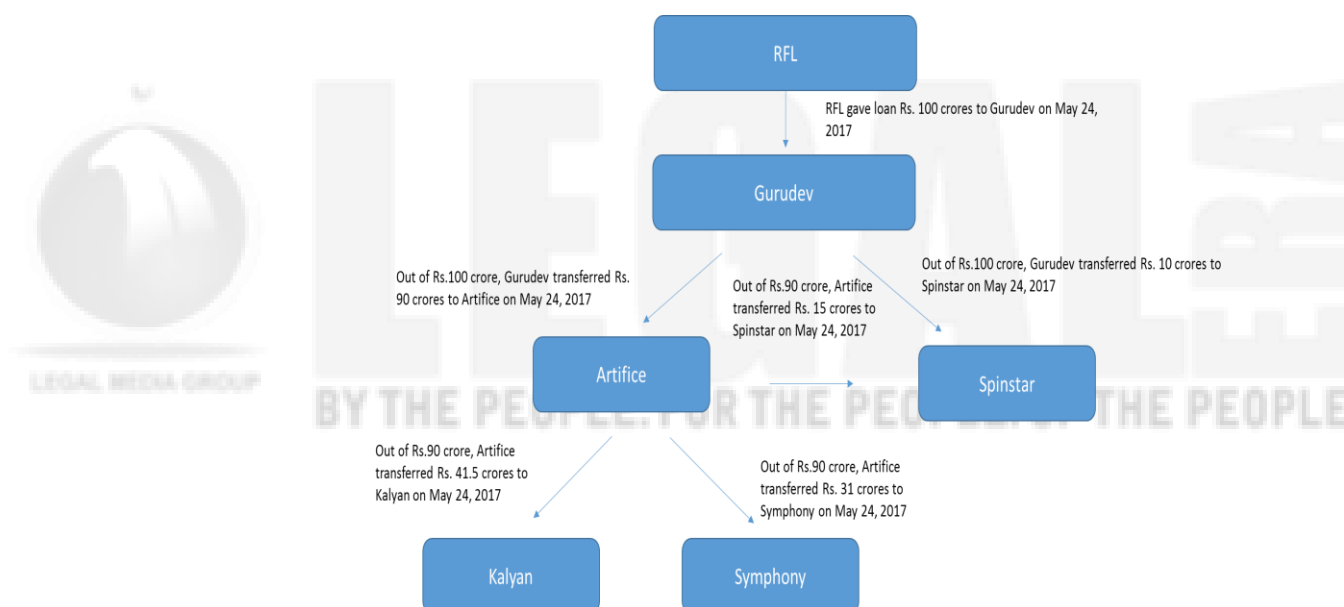 RFL
RFL gave loan Rs. 100 crores to Gurudev on May 24,
2017
Gurudev
Out of Rs.100 crore, Gurudev transferred Rs.
90 crores to Artifice on May 24, 2017
Out of Rs.90 crore, Artifice
transferred Rs. 15 crores to
Spinstar on May 24, 2017
Out of Rs.100 crore, Gurudev transferred Rs. 10 crores to
Spinstar on May 24, 2017
Artifice
Spinstar
Out of Rs.90 crore, Artifice
transferred Rs. 41.5 crores to
Kalyan on May 24, 2017
Out of Rs.90 crore, Artifice
transferred Rs. 31 crores to
Symphony on May 24, 2017
Kalyan
Symphony
LEGAL ERA
LEGAL MEDIA GROUP
BY THE PEOPLE. FOR THE PEOPLE. OF THE PEOPLE